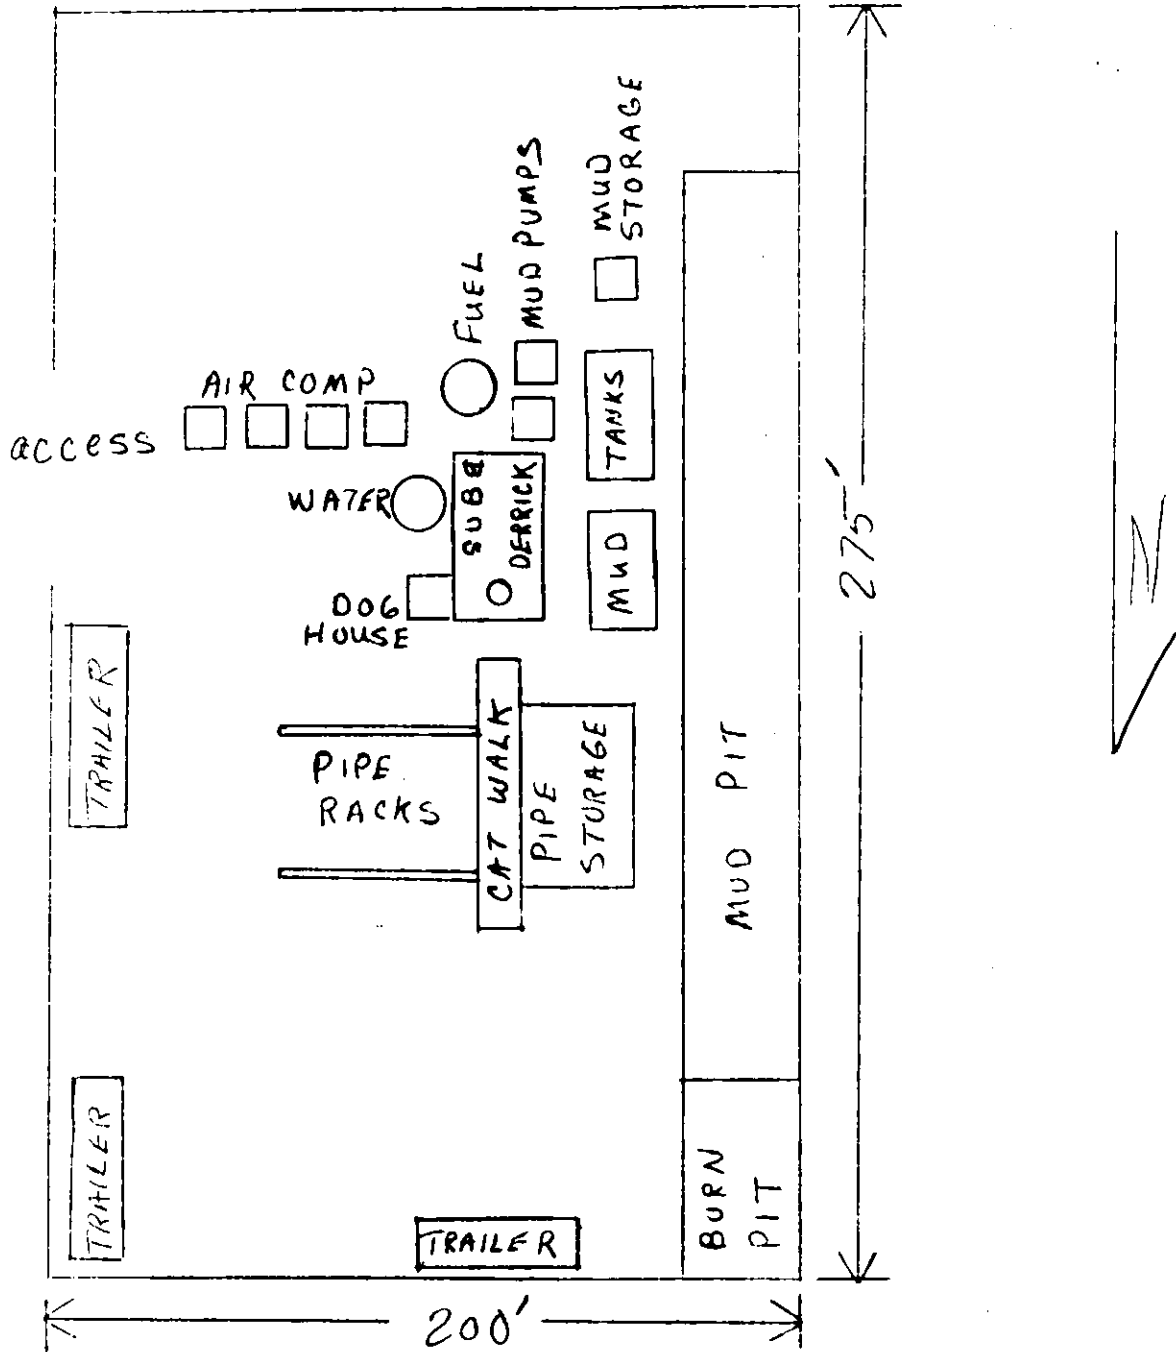 MUD
STORAGE
MUD PUMPS
FUEL
AIR COMP
access
TANKS
WATER
SUB &
DERRICK
MUD
DOG
HOUSE
275'
N
TRAILER
PIPE
RACKS
CAT WALK
PIPE
STORAGE
MUD PIT
TRAILER
BURN
PIT
TRAILER
200'